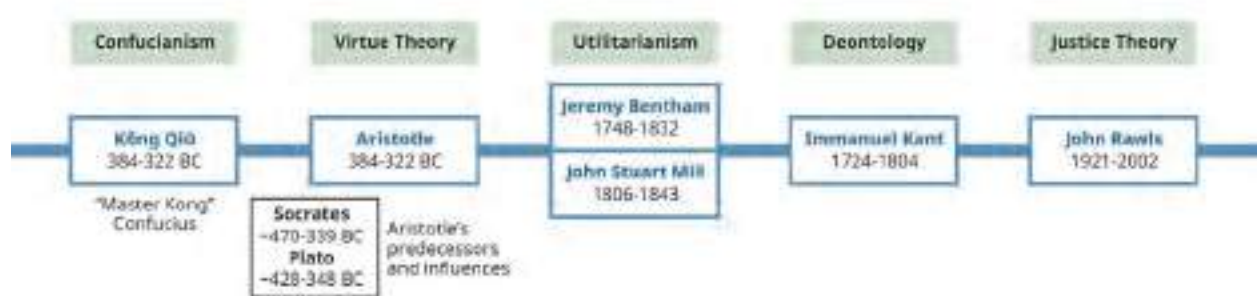 Confucianism
Virtue Theory
Utilitarianism
Deontology
Justice Theory
Kǒng Qiū
384-322 BC
"Master Kong"
Confucius
Aristotle
384-322 BC
Socrates
~470-339 BC
Plato
~428-348 BC
Aristotle's
predecessors
and influences
Jeremy Bentham
1748-1832
John Stuart Mill
1806-1843
Immanuel Kant
1724-1804
John Rawls
1921-2002